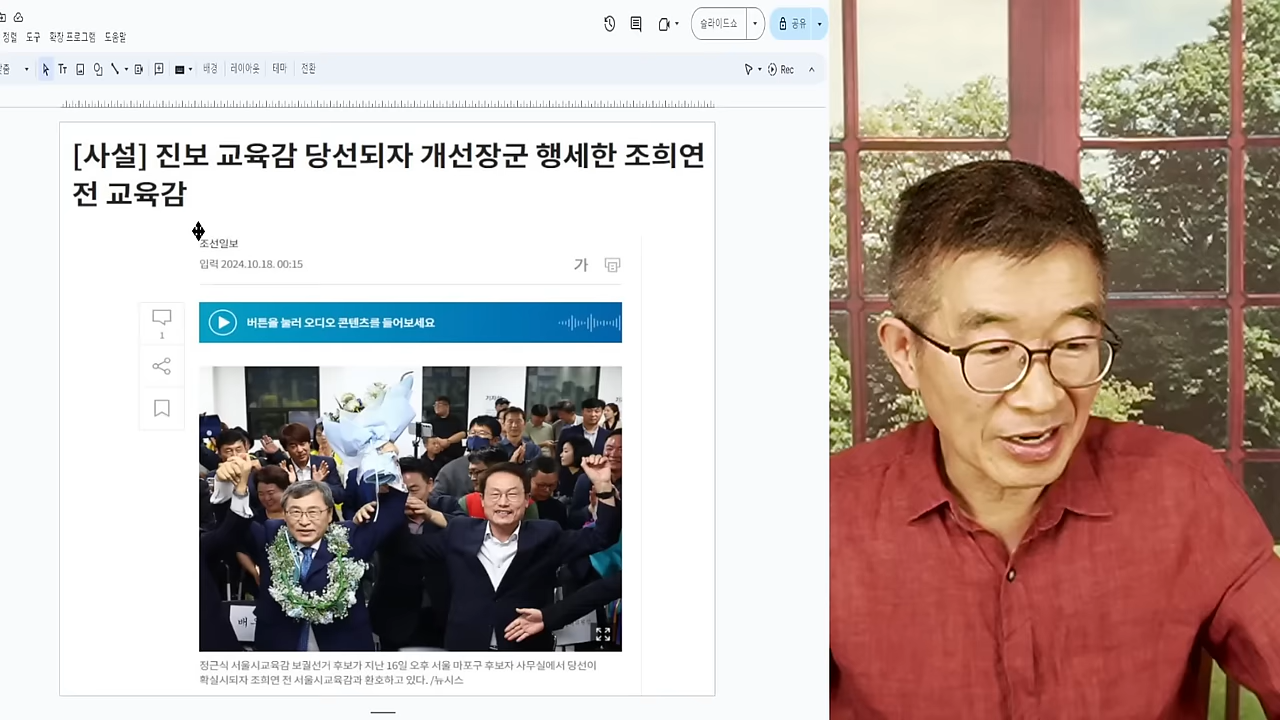 정렬 도구 확장 프로그램 도움말
슬라이드쇼
공유
배경 레이아웃 테마 전환
Rec
[사설] 진보 교육감 당선되자 개선장군 행세한 조희연
전 교육감
조선일보
입력 2024.10.18. 00:15
가
버튼을 눌러 오디오 콘텐츠를 들어보세요
1
배
정근식 서울시교육감 보궐선거 후보가 지난 16일 오후 서울 마포구 후보자 사무실에서 당선이
확실시되자 조희연 전 서울시교육감과 환호하고 있다. /뉴시스